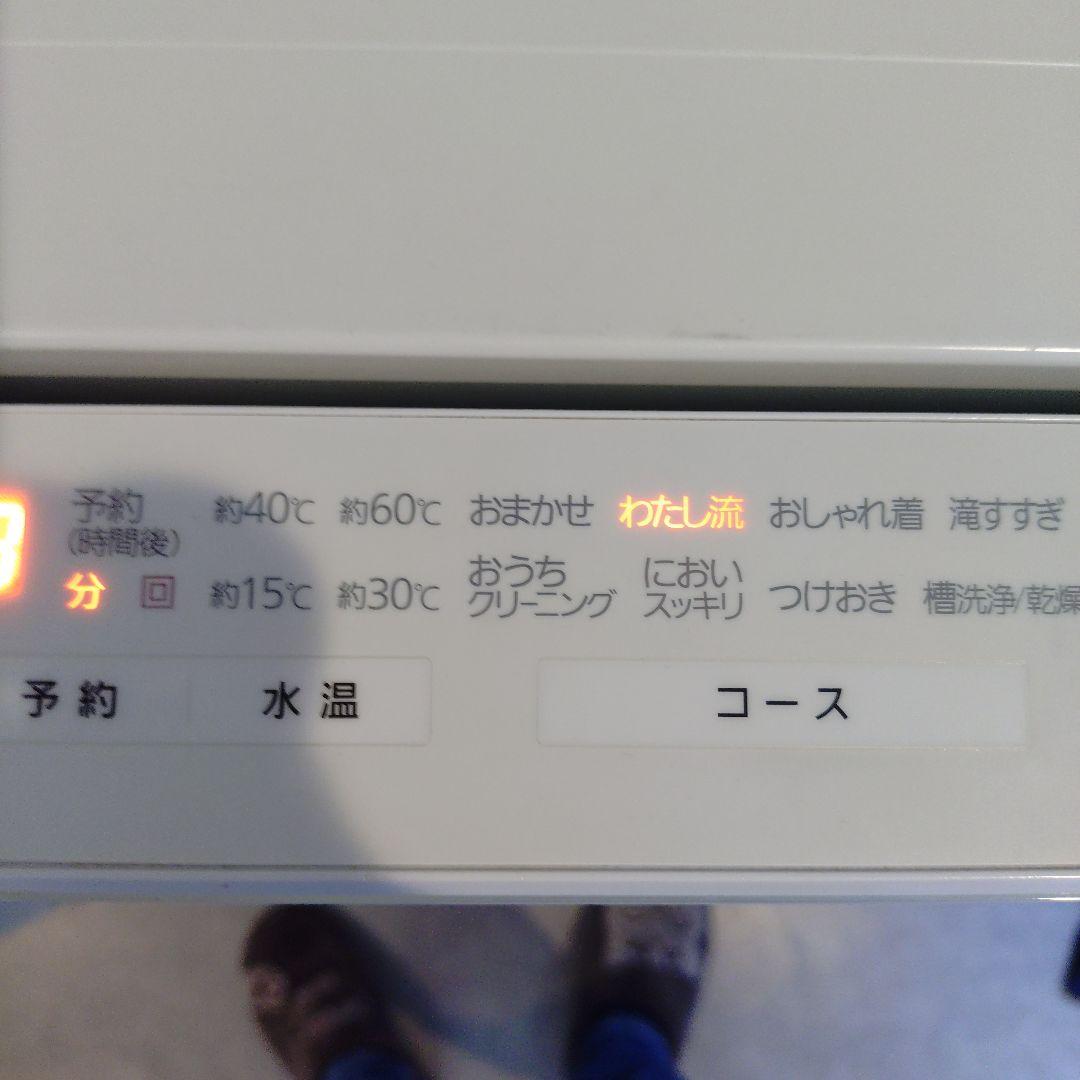 予約 約40℃ 約60℃ おまかせ わたし流 おしゃれ着 滝すすぎ
(時間後)
分 回 約15℃ 約30℃ おうちクリーニング においスッキリ つけおき 槽洗浄/乾燥
予約 水温 コース